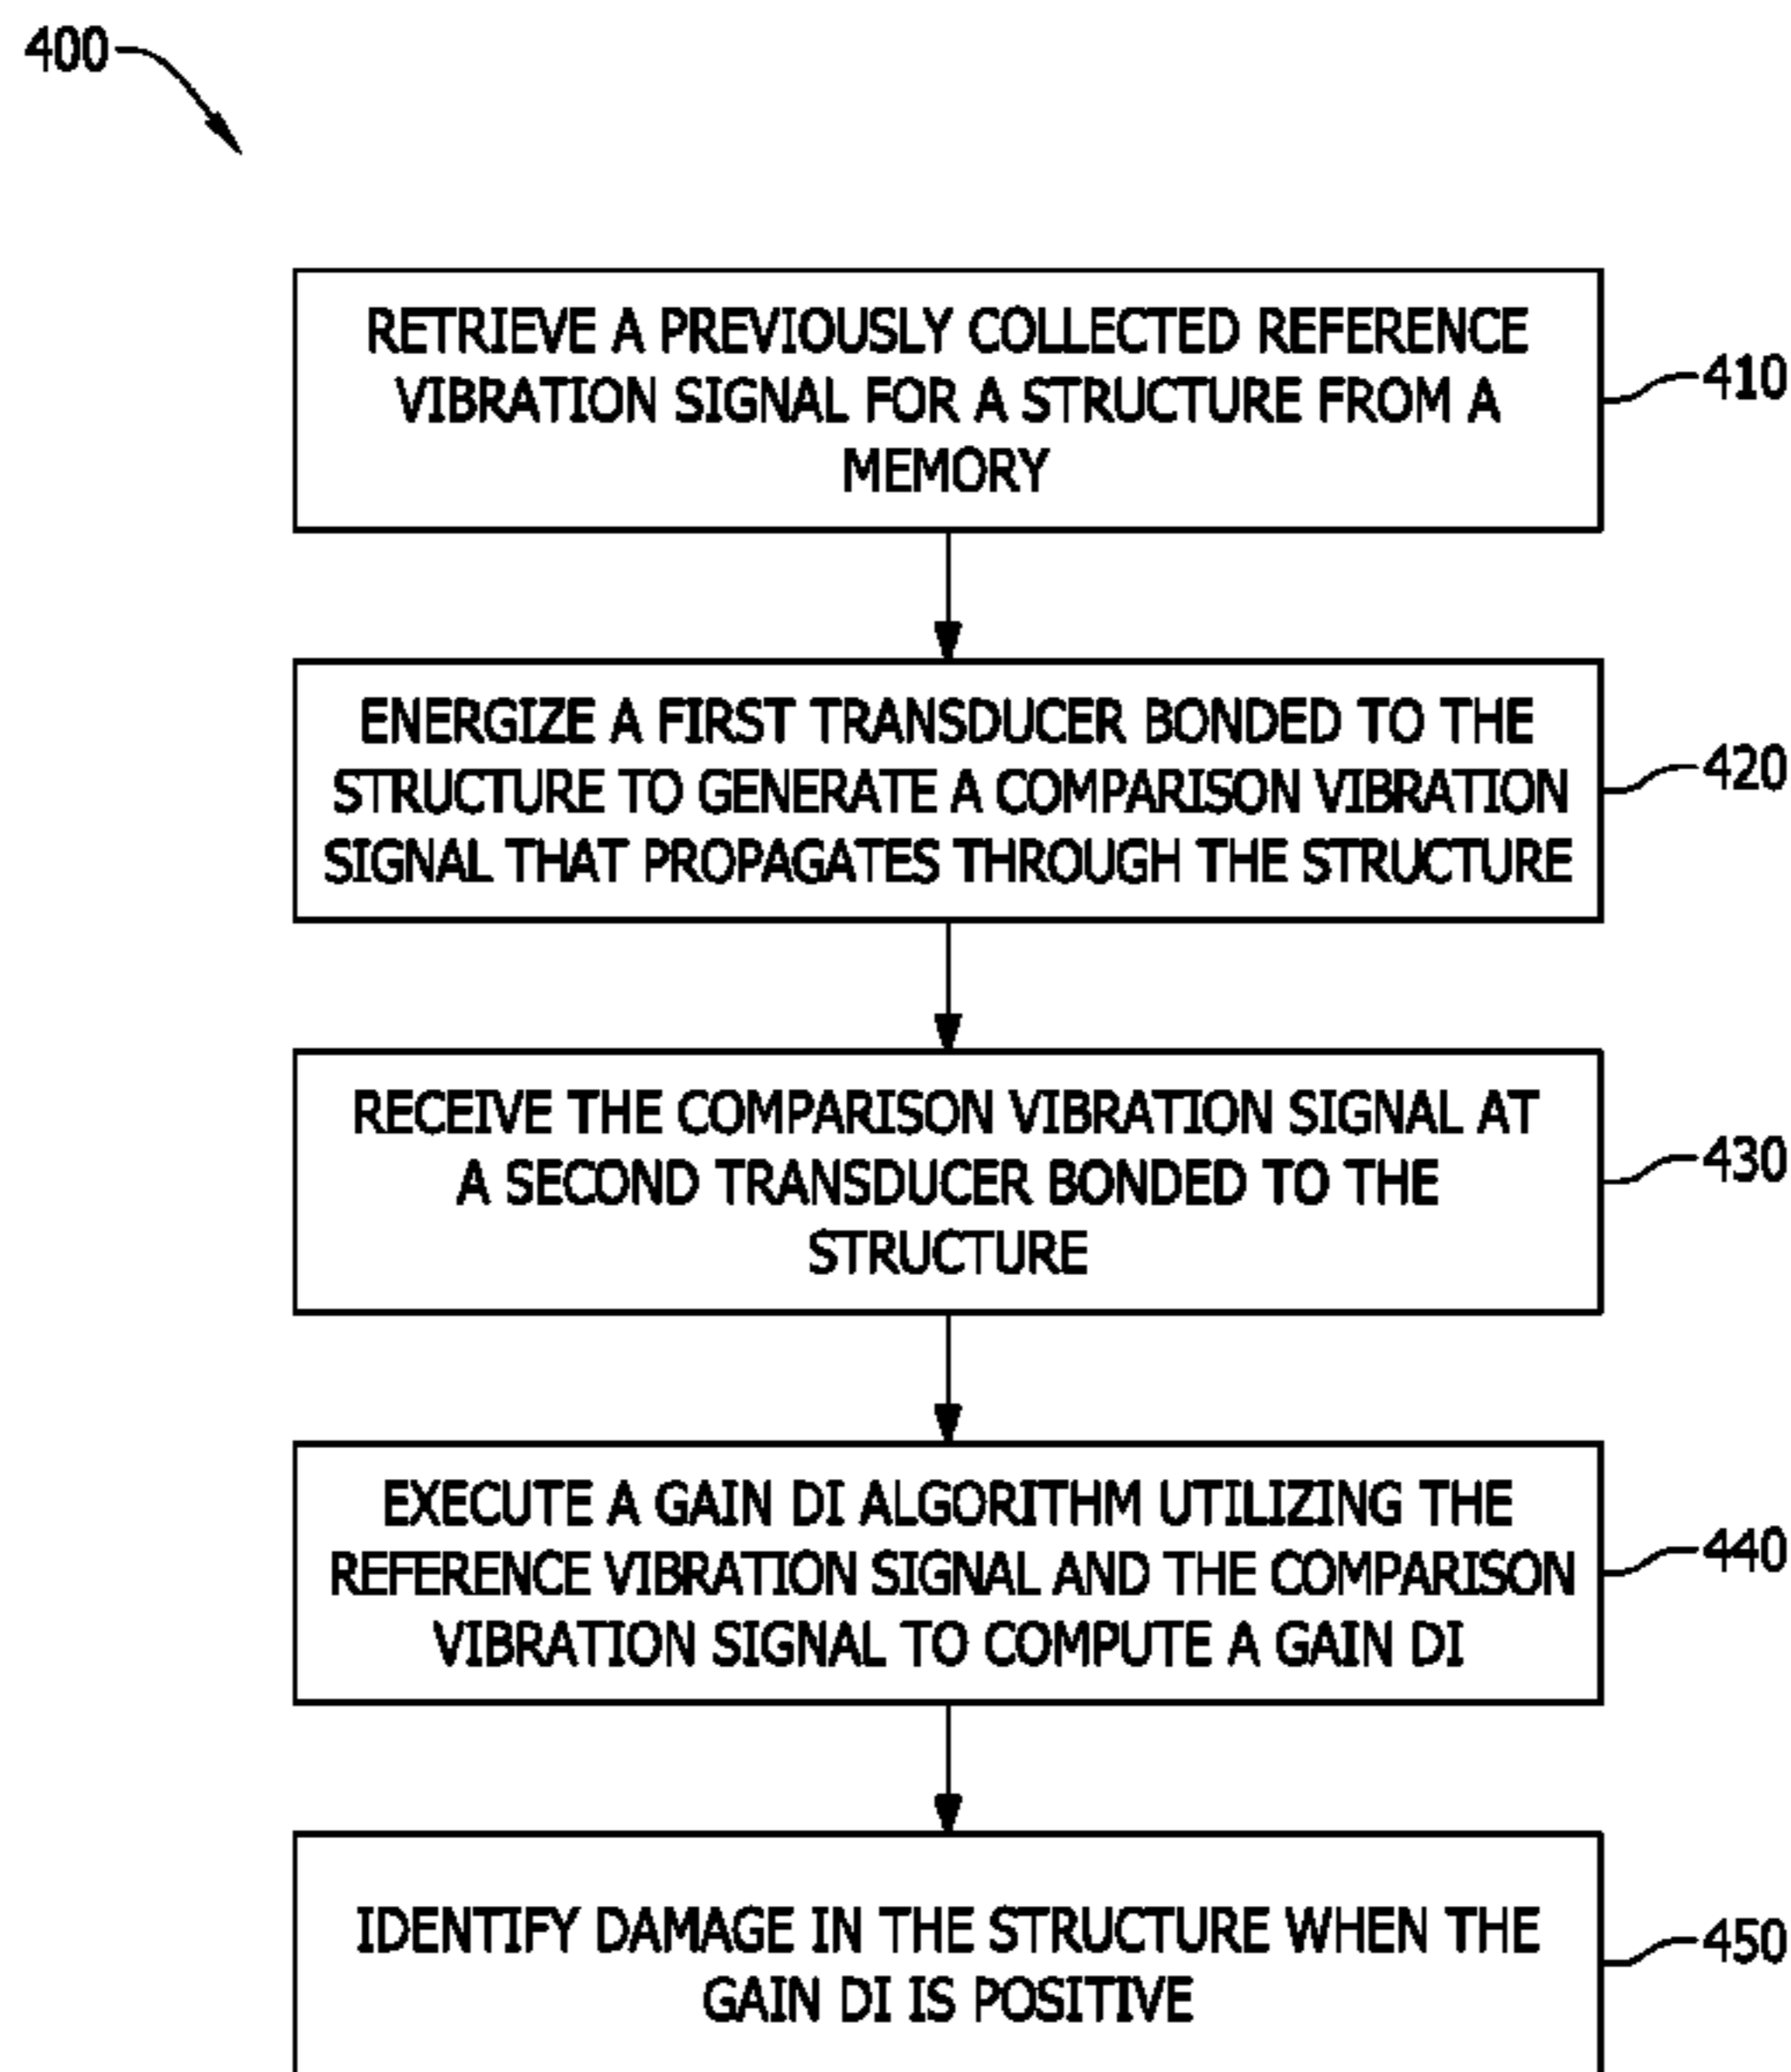 400
RETRIEVE A PREVIOUSLY COLLECTED REFERENCE
VIBRATION SIGNAL FOR A STRUCTURE FROM A
MEMORY
410
ENERGIZE A FIRST TRANSDUCER BONDED TO THE
STRUCTURE TO GENERATE A COMPARISON VIBRATION
SIGNAL THAT PROPAGATES THROUGH THE STRUCTURE
420
RECEIVE THE COMPARISON VIBRATION SIGNAL AT
A SECOND TRANSDUCER BONDED TO THE
STRUCTURE
430
EXECUTE A GAIN DI ALGORITHM UTILIZING THE
REFERENCE VIBRATION SIGNAL AND THE COMPARISON
VIBRATION SIGNAL TO COMPUTE A GAIN DI
440
IDENTIFY DAMAGE IN THE STRUCTURE WHEN THE
GAIN DI IS POSITIVE
450